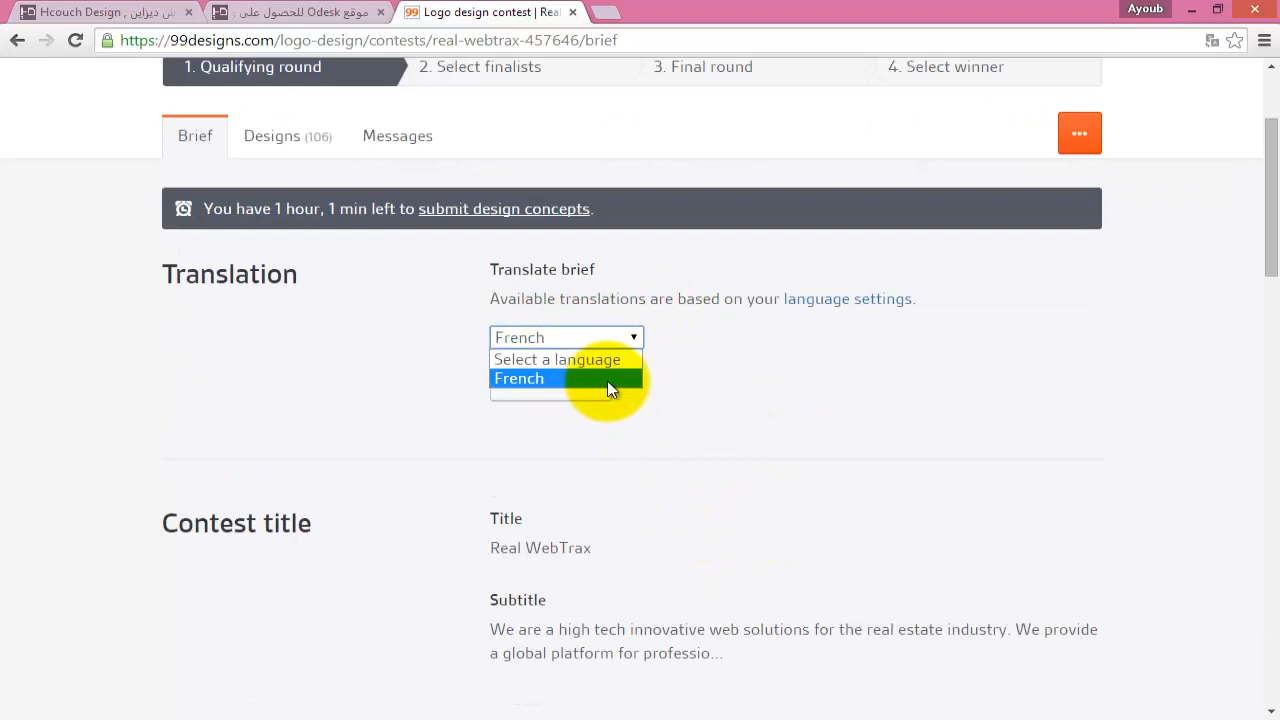 Hcouch Design , ش ديزاين
موقع Odesk للحصول على
99 Logo design contest | Rea
Ayoub
https://99designs.com/logo-design/contests/real-webtrax-457646/brief
1. Qualifying round
2. Select finalists
3. Final round
4. Select winner
Brief
Designs (106)
Messages
You have 1 hour, 1 min left to submit design concepts.
Translation
Translate brief
Available translations are based on your language settings.
French
Select a language
French
Contest title
Title
Real WebTrax
Subtitle
We are a high tech innovative web solutions for the real estate industry. We provide
a global platform for professio...